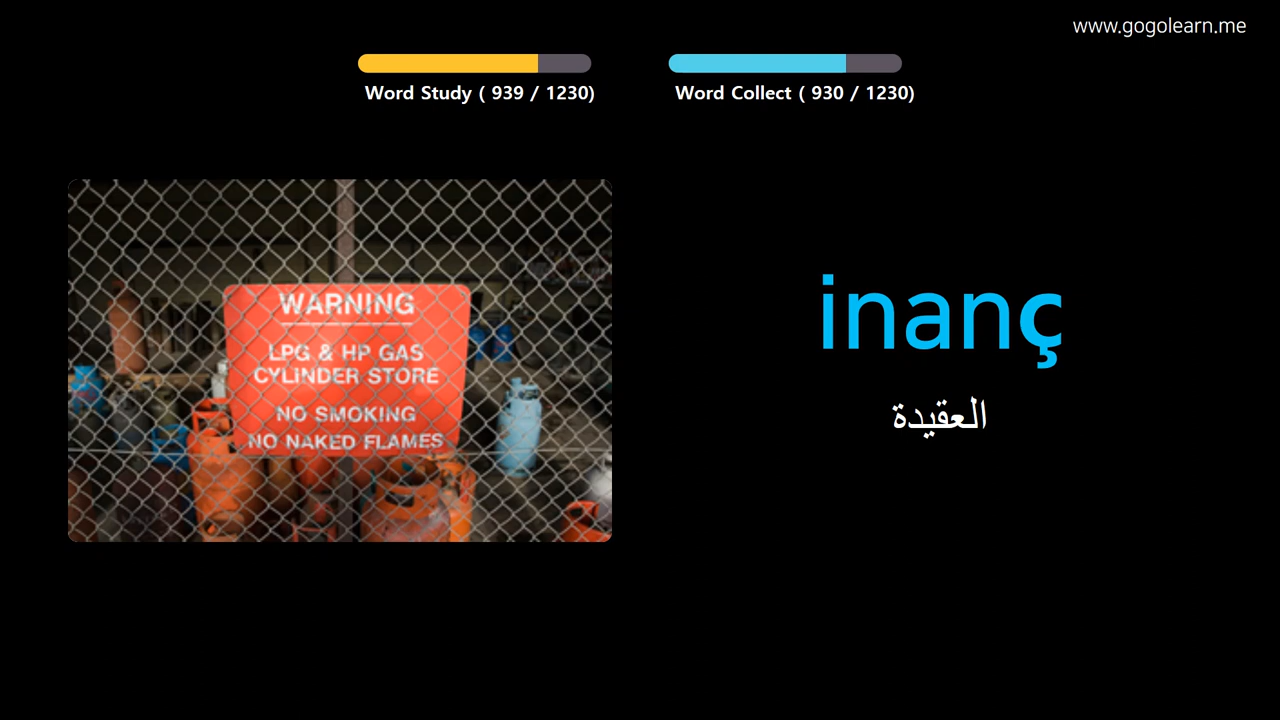 www.gogolearn.me
Word Study ( 939 / 1230)
Word Collect ( 930 / 1230)
WARNING
LPG & HP GAS
CYLINDER STORE
NO SMOKING
NO NAKED FLAMES
inanç
العقيدة